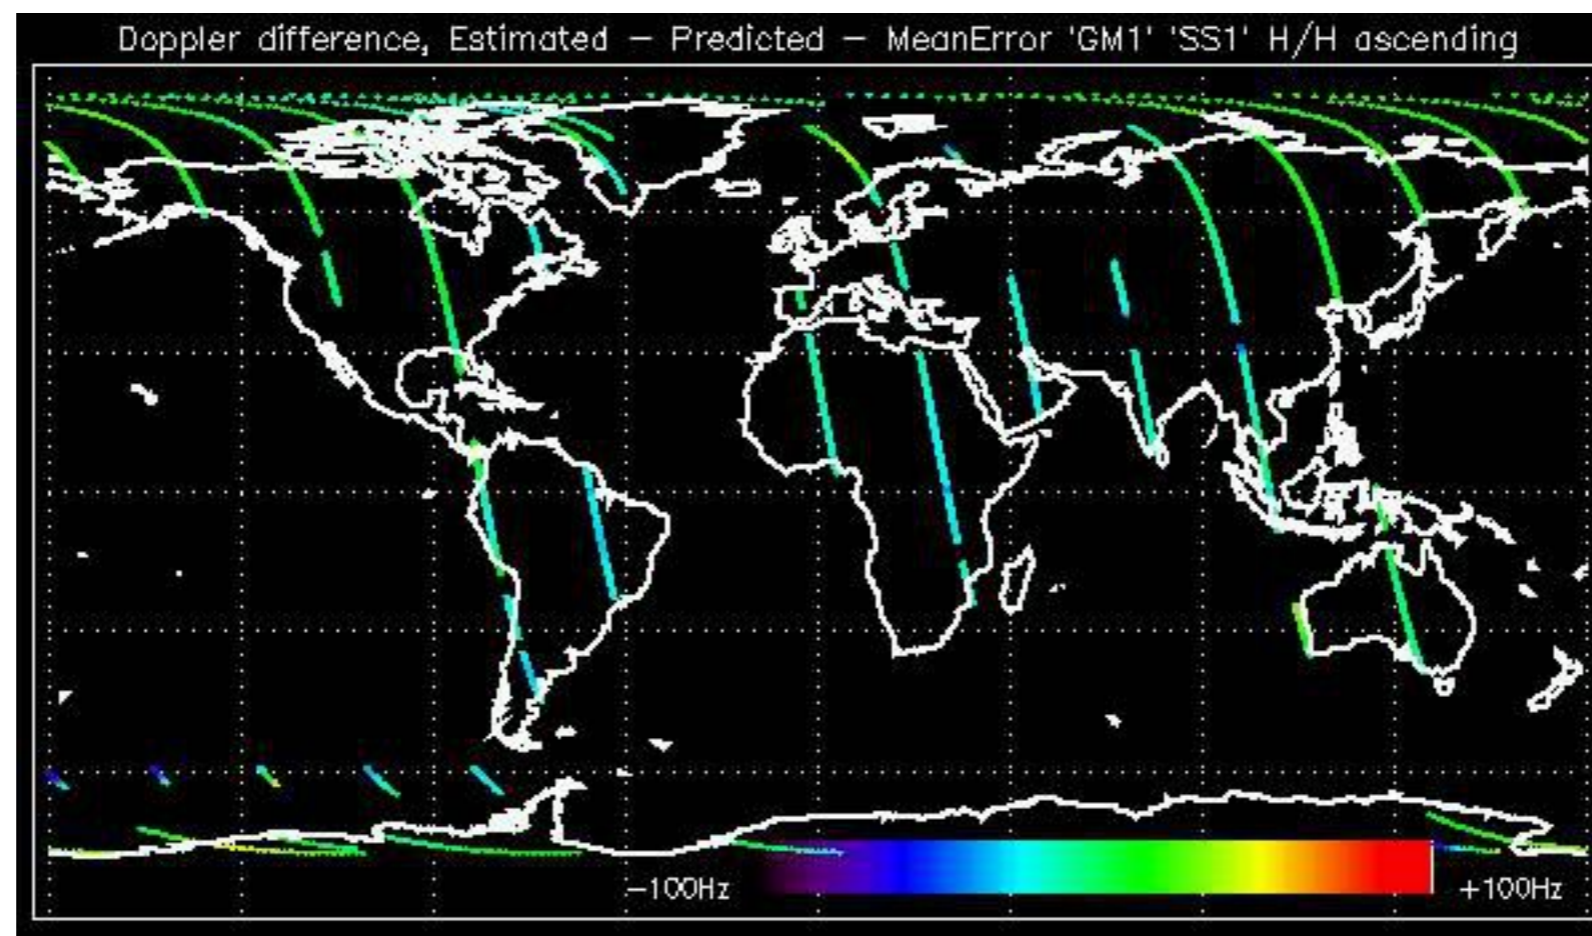 Doppler difference, Estimated – Predicted – MeanError 'GM1' 'SS1' H/H ascending
−100Hz
+100Hz